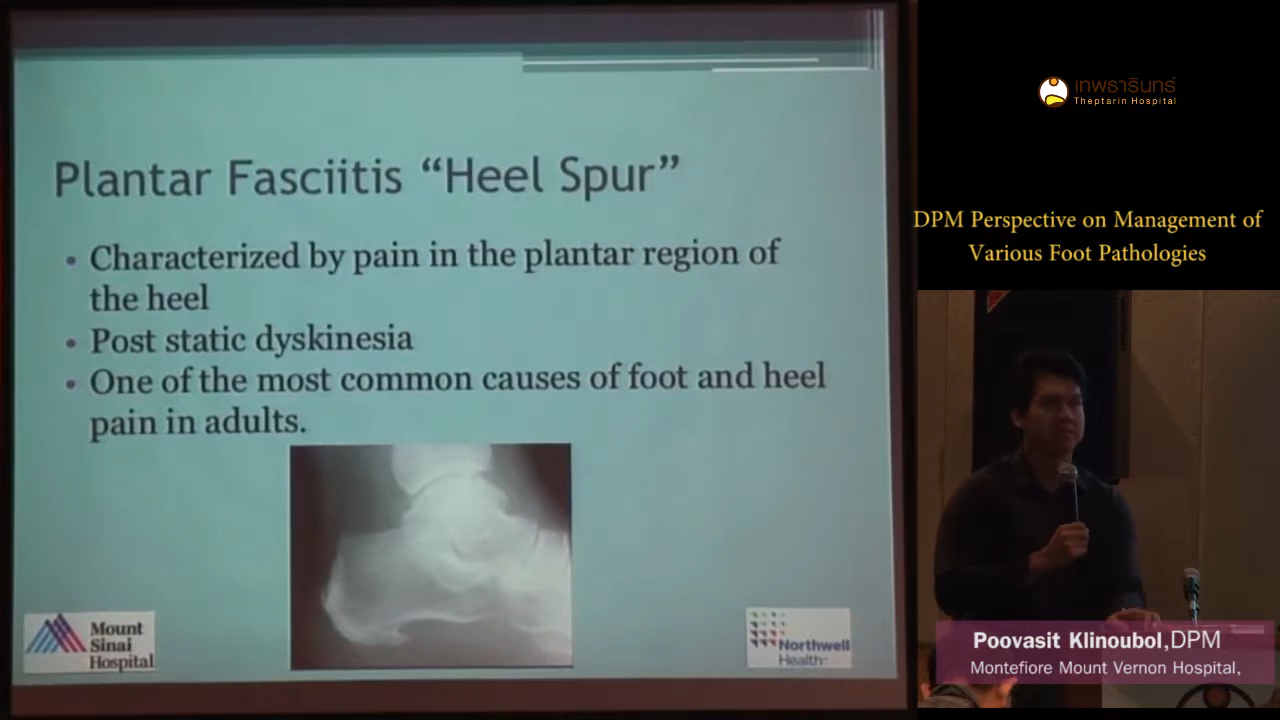 Plantar Fasciitis “Heel Spur”
• Characterized by pain in the plantar region of
the heel
• Post static dyskinesia
• One of the most common causes of foot and heel
pain in adults.
Mount
Sinai
Hospital
Northwell
Health
เทพธารินทร์
Theptarin Hospital
DPM Perspective on Management of
Various Foot Pathologies
Poovasit Klinoubol,DPM
Montefiore Mount Vernon Hospital,